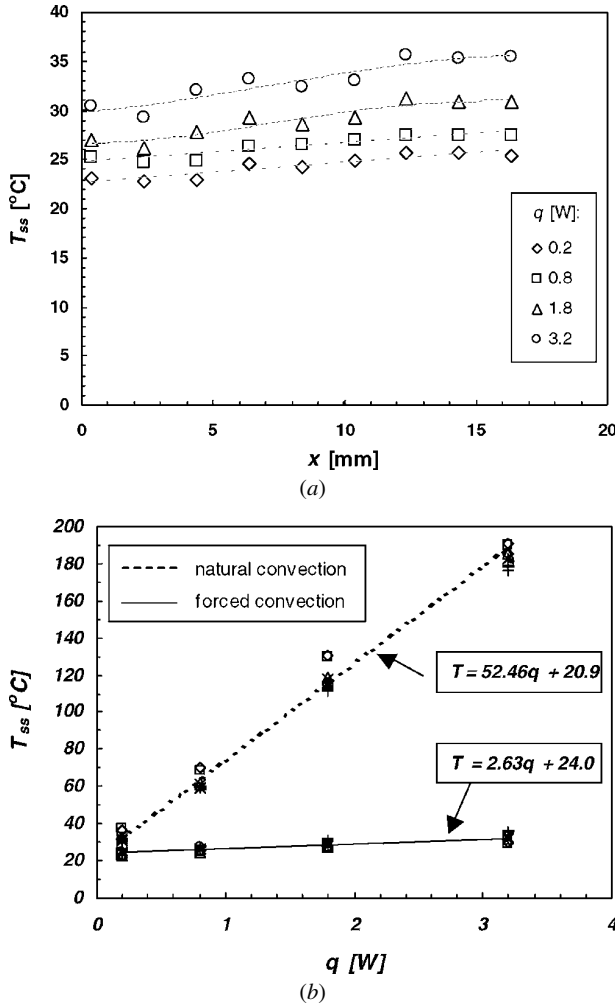 40
35
30
25
20
15
10
5
0
T_ss [°C]
q [W]:
0.2
0.8
1.8
3.2
0 5 10 15 20
x [mm]
(a)
200
180
160
140
120
100
80
60
40
20
0
T_ss [°C]
natural convection
forced convection
T = 52.46q + 20.9
T = 2.63q + 24.0
0 1 2 3 4
q [W]
(b)